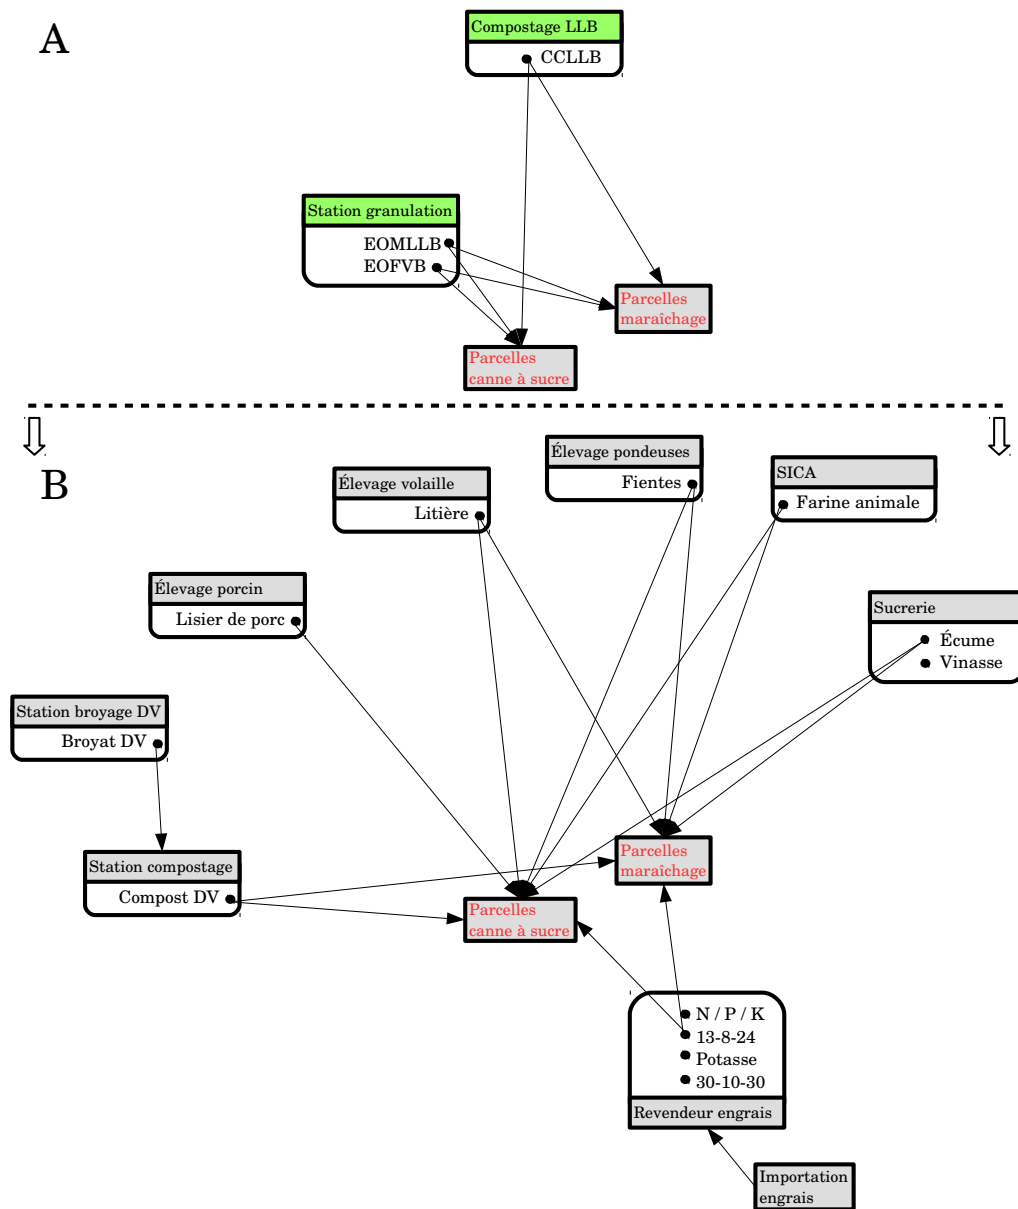 A
Compostage LLB
CCLLB
Station granulation
EOMLLB
EOFVB
Parcelles
maraîchage
Parcelles
canne à sucre
B
Élevage pondeuses
Fientes
Élevage volaille
Litière
SICA
Farine animale
Élevage porcin
Lisier de porc
Sucrerie
Écume
Vinasse
Station broyage DV
Broyat DV
Station compostage
Compost DV
Parcelles
maraîchage
Parcelles
canne à sucre
N / P / K
13-8-24
Potasse
30-10-30
Revendeur engrais
Importation
engrais